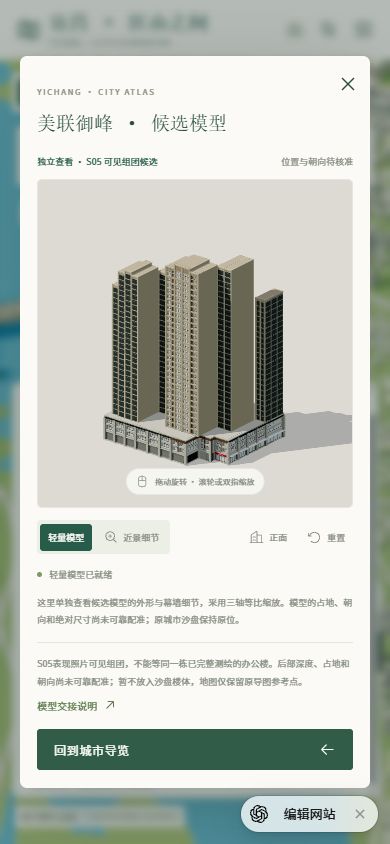 YICHANG • CITY ATLAS
美联御峰 • 候选模型
独立查看 • S05 可见组团候选
位置与朝向待核准
拖动旋转 • 滚轮或双指缩放
轻量模型
近景细节
正面
重置
轻量模型已就绪
这里单独查看候选模型的外形与幕墙细节，采用三轴等比缩放。模型的占地、朝
向和绝对尺寸尚未可靠配准；原城市沙盘保持原位。
S05表现照片可见组团，不能等同一栋已完整测绘的办公楼。后部深度、占地和
朝向尚未可靠配准；暂不放入沙盘楼体，地图仅保留原导图参考点。
模型交接说明
回到城市导览
编辑网站